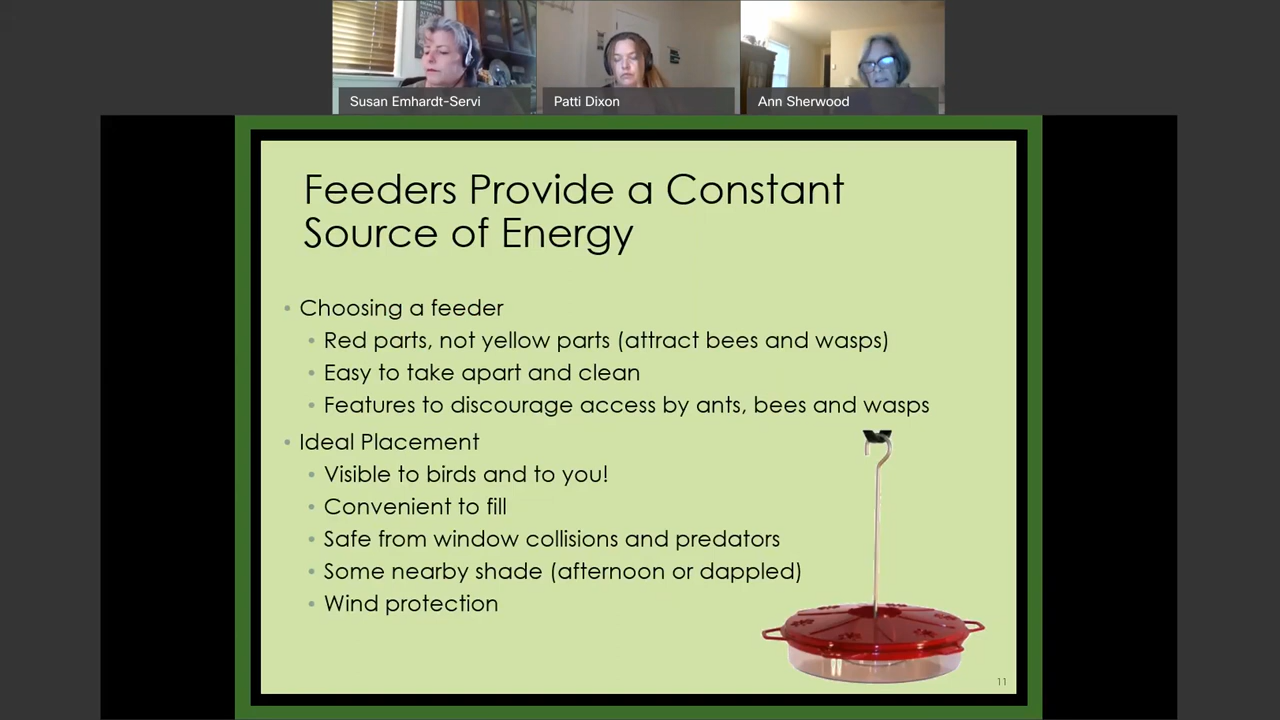 Susan Emhardt-Servi
Patti Dixon
Ann Sherwood
Feeders Provide a Constant
Source of Energy
• Choosing a feeder
• Red parts, not yellow parts (attract bees and wasps)
• Easy to take apart and clean
• Features to discourage access by ants, bees and wasps
• Ideal Placement
• Visible to birds and to you!
• Convenient to fill
• Safe from window collisions and predators
• Some nearby shade (afternoon or dappled)
• Wind protection
11